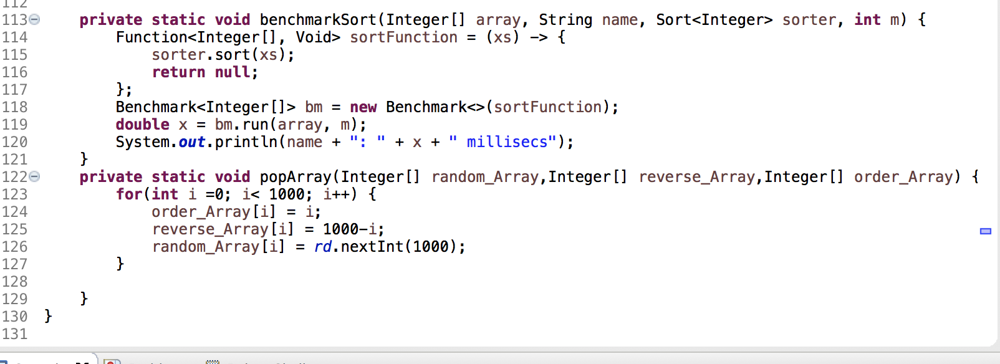 112
113 private static void benchmarkSort(Integer[] array, String name, Sort<Integer> sorter, int m) {
114 Function<Integer[], Void> sortFunction = (xs) -> {
115 sorter.sort(xs);
116 return null;
117 };
118 Benchmark<Integer[]> bm = new Benchmark<>(sortFunction);
119 double x = bm.run(array, m);
120 System.out.println(name + ": " + x + " millisecs");
121 }
122 private static void popArray(Integer[] random_Array,Integer[] reverse_Array,Integer[] order_Array) {
123 for(int i =0; i< 1000; i++) {
124 order_Array[i] = i;
125 reverse_Array[i] = 1000-i;
126 random_Array[i] = rd.nextInt(1000);
127 }
128
129 }
130 }
131